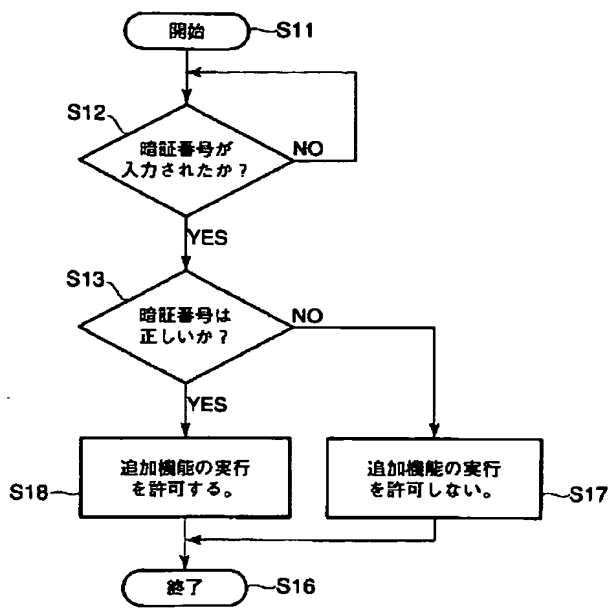 開始
S11
S12
暗証番号が
入力されたか?
NO
YES
S13
暗証番号は
正しいか?
NO
YES
追加機能の実行
を許可する。
S18
追加機能の実行
を許可しない。
S17
終了
S16